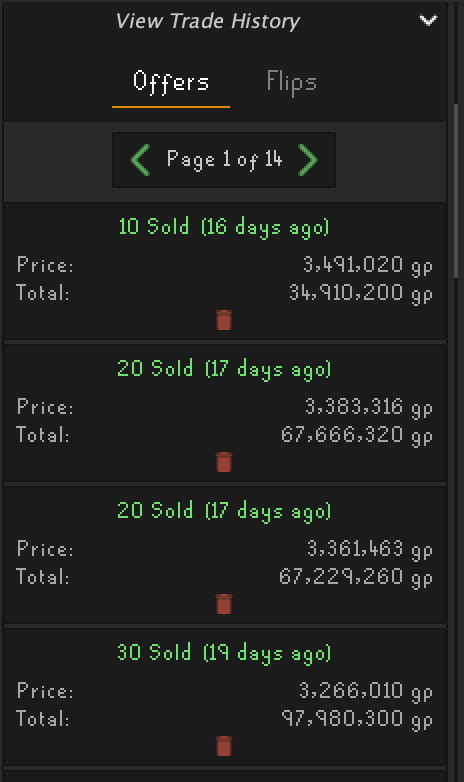 View Trade History
Offers Flips
Page 1 of 14
10 Sold (16 days ago)
Price: 3,491,020 gp
Total: 34,910,200 gp
20 Sold (17 days ago)
Price: 3,383,316 gp
Total: 67,666,320 gp
20 Sold (17 days ago)
Price: 3,361,463 gp
Total: 67,229,260 gp
30 Sold (19 days ago)
Price: 3,266,010 gp
Total: 97,980,300 gp